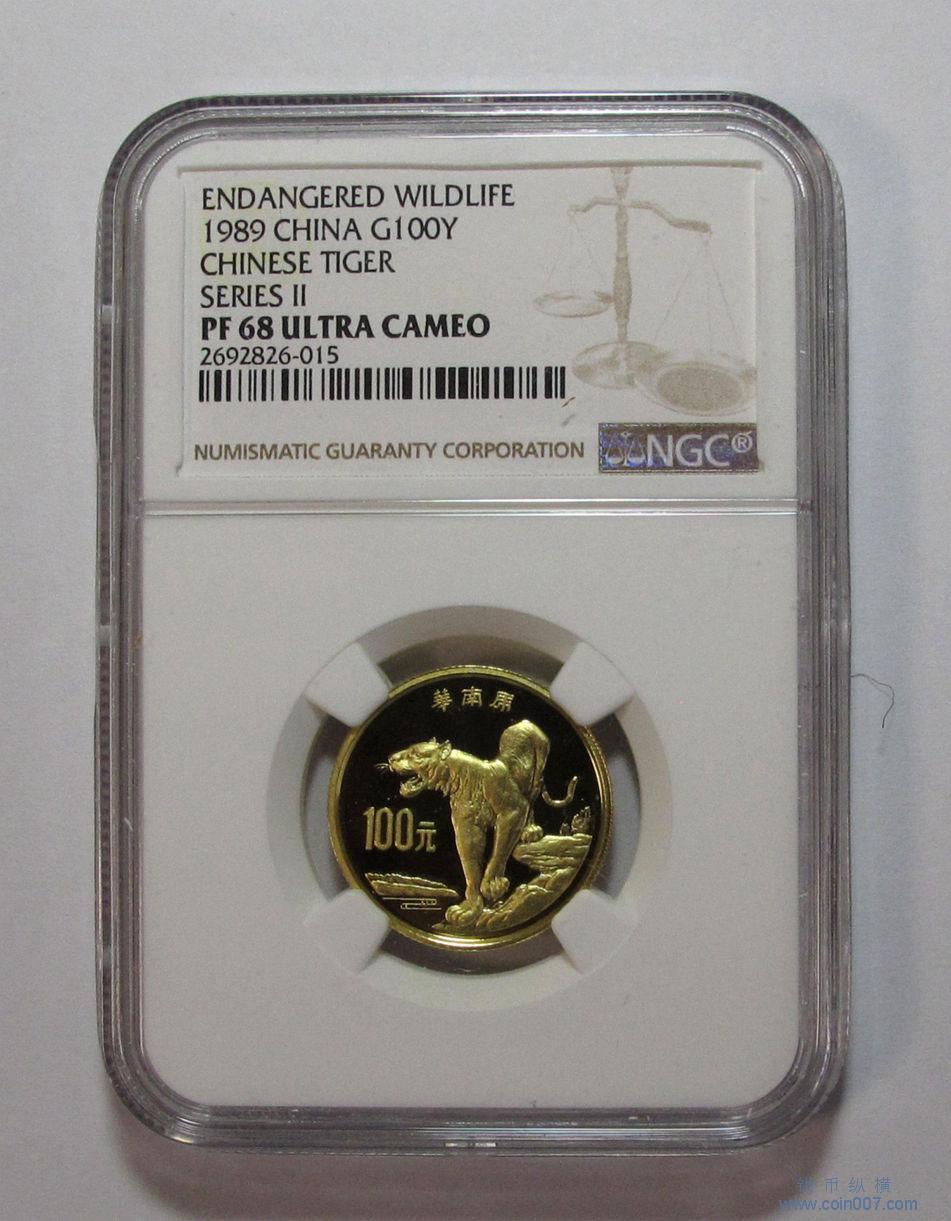 ENDANGERED WILDLIFE
1989 CHINA G100Y
CHINESE TIGER
SERIES II
PF 68 ULTRA CAMEO
2692826-015
NUMISMATIC GUARANTY CORPORATION
NGC®
華南虎
100元
钱币纵横
www.coin007.com